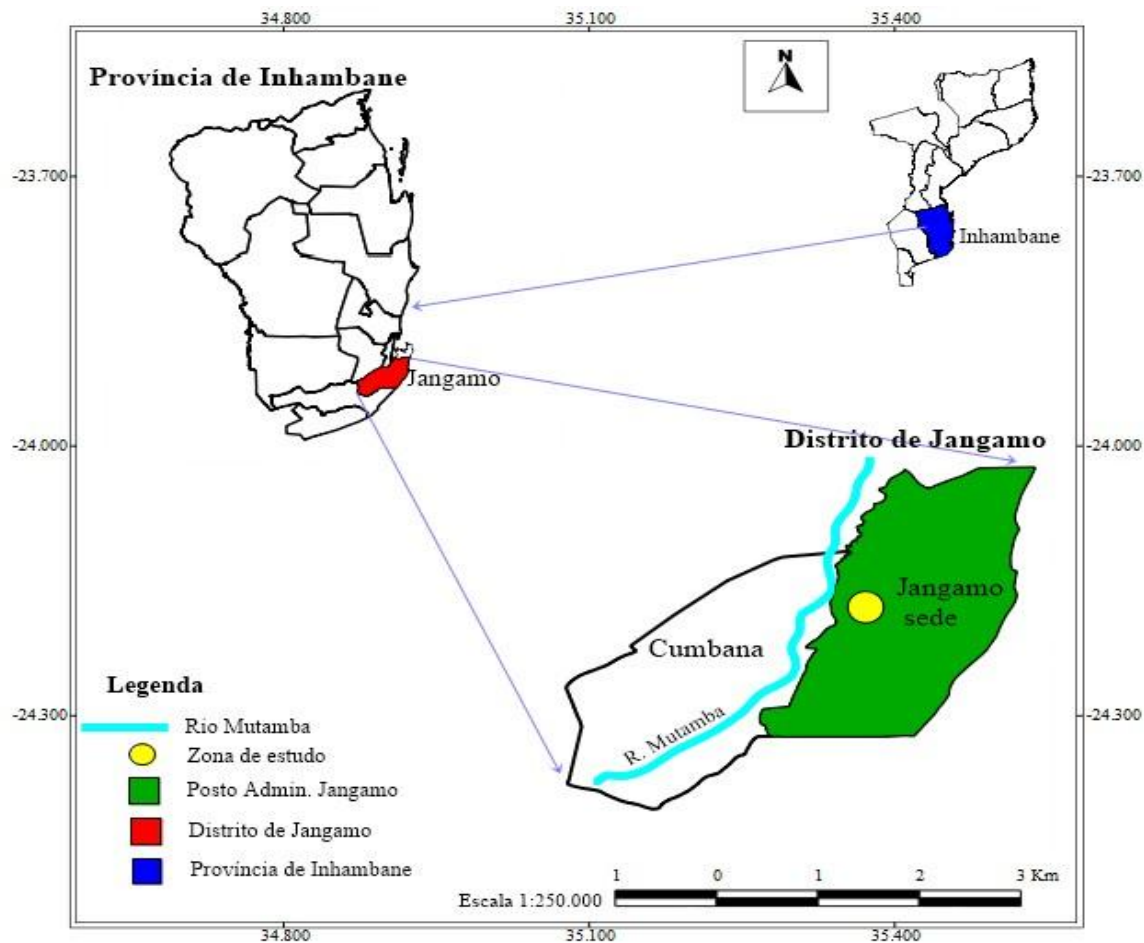 34.800 35.100 35.400
Província de Inhambane
N
-23.700 -23.700
Inhambane
Jangamo
-24.000 -24.000
Distrito de Jangamo
Jangamo
sede
Cumbana
R. Mutamba
-24.300 -24.300
Legenda
Rio Mutamba
Zona de estudo
Posto Admin. Jangamo
Distrito de Jangamo
Província de Inhambane
1 0 1 2 3 Km
Escala 1:250.000
34.800 35.100 35.400